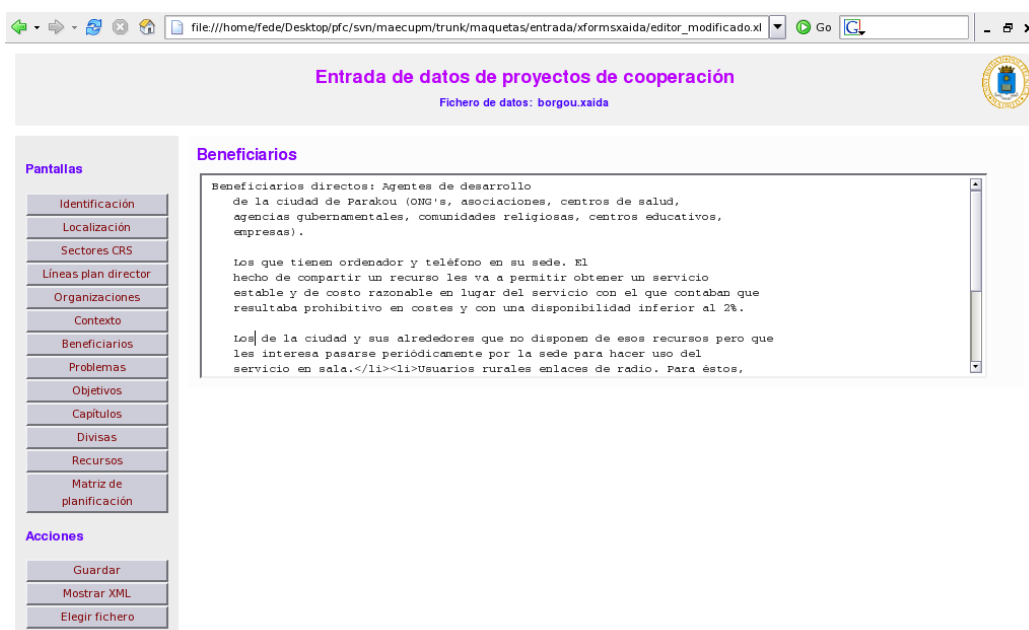 file:///home/fede/Desktop/pfc/svn/maecupm/trunk/maquetas/entrada/xformsxaida/editor_modificado.xl
Go
Entrada de datos de proyectos de cooperación
Fichero de datos: borgou.xaida
Pantallas
Identificación
Localización
Sectores CRS
Líneas plan director
Organizaciones
Contexto
Beneficiarios
Problemas
Objetivos
Capítulos
Divisas
Recursos
Matriz de
planificación
Acciones
Guardar
Mostrar XML
Elegir fichero
Beneficiarios
Beneficiarios directos: Agentes de desarrollo
de la ciudad de Parakou (ONG's, asociaciones, centros de salud,
agencias gubernamentales, comunidades religiosas, centros educativos,
empresas).
Los que tienen ordenador y teléfono en su sede. El
hecho de compartir un recurso les va a permitir obtener un servicio
estable y de costo razonable en lugar del servicio con el que contaban que
resultaba prohibitivo en costes y con una disponibilidad inferior al 2%.
Los de la ciudad y sus alrededores que no disponen de esos recursos pero que
les interesa pasarse periódicamente por la sede para hacer uso del
servicio en sala.</li><li>Usuarios rurales enlaces de radio. Para éstos,